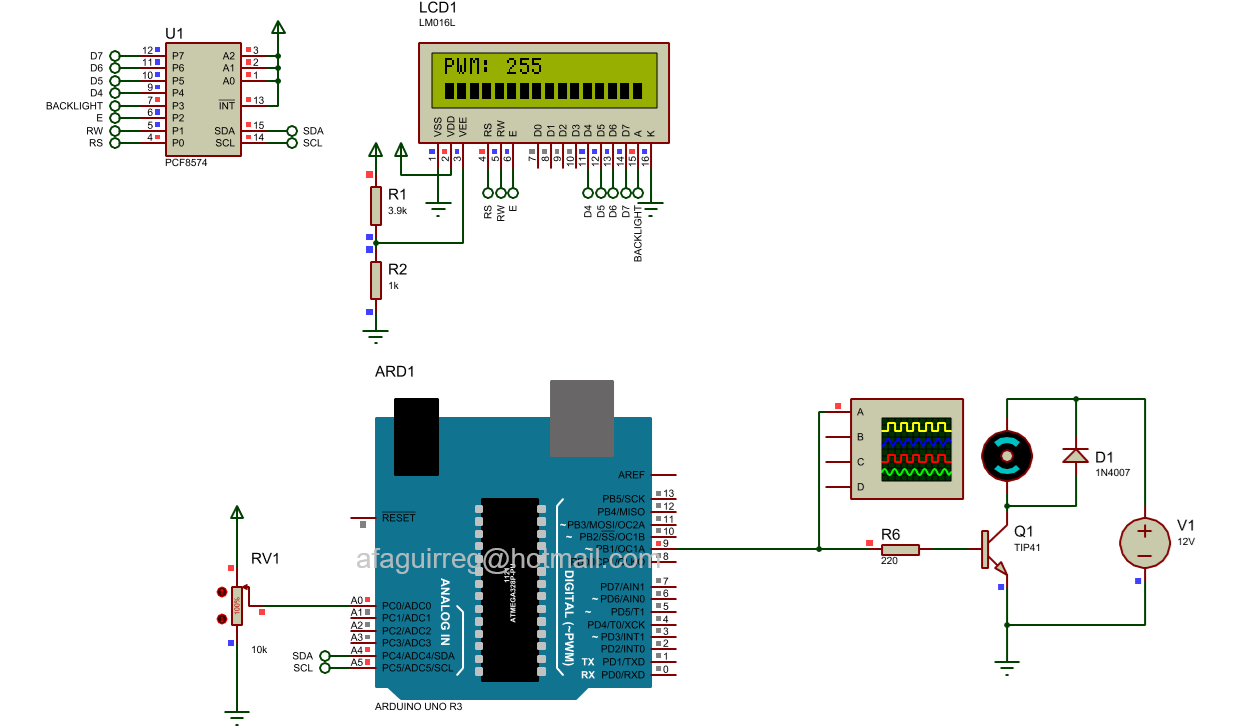 U1
D7 12 P7 A2 3
D6 11 P6 A1 2
D5 10 P5 A0 1
D4 9 P4
BACKLIGHT 7 P3 INT 13
E 6 P2
RW 5 P1 SDA 15 SDA
RS 4 P0 SCL 14 SCL
PCF8574
LCD1
LM016L
PWM: 255
VSS VDD VEE RS RW E D0 D1 D2 D3 D4 D5 D6 D7 A K
1 2 3 4 5 6 7 8 9 10 11 12 13 14 15 16
RS RW E D4 D5 D6 D7 BACKLIGHT
R1
3.9k
R2
1k
ARD1
AREF
PB5/SCK 13
PB4/MISO 12
~PB3/MOSI/OC2A 11
~ PB2/SS/OC1B 10
~ PB1/OC1A 9
8
RESET
afaguirreg@hotmail.com
PD7/AIN1 7
~ PD6/AIN0 6
~ PD5/T1 5
PD4/T0/XCK 4
~ PD3/INT1 3
PD2/INT0 2
TX PD1/TXD 1
RX PD0/RXD 0
A0 PC0/ADC0
A1 PC1/ADC1
A2 PC2/ADC2
A3 PC3/ADC3
SDA A4 PC4/ADC4/SDA
SCL A5 PC5/ADC5/SCL
ANALOG IN
ATMEGA328P-PU
1121
DIGITAL (~PWM)
ARDUINO UNO R3
RV1
100%
10k
A
B
C
D
R6
220
D1
1N4007
Q1
TIP41
V1
12V